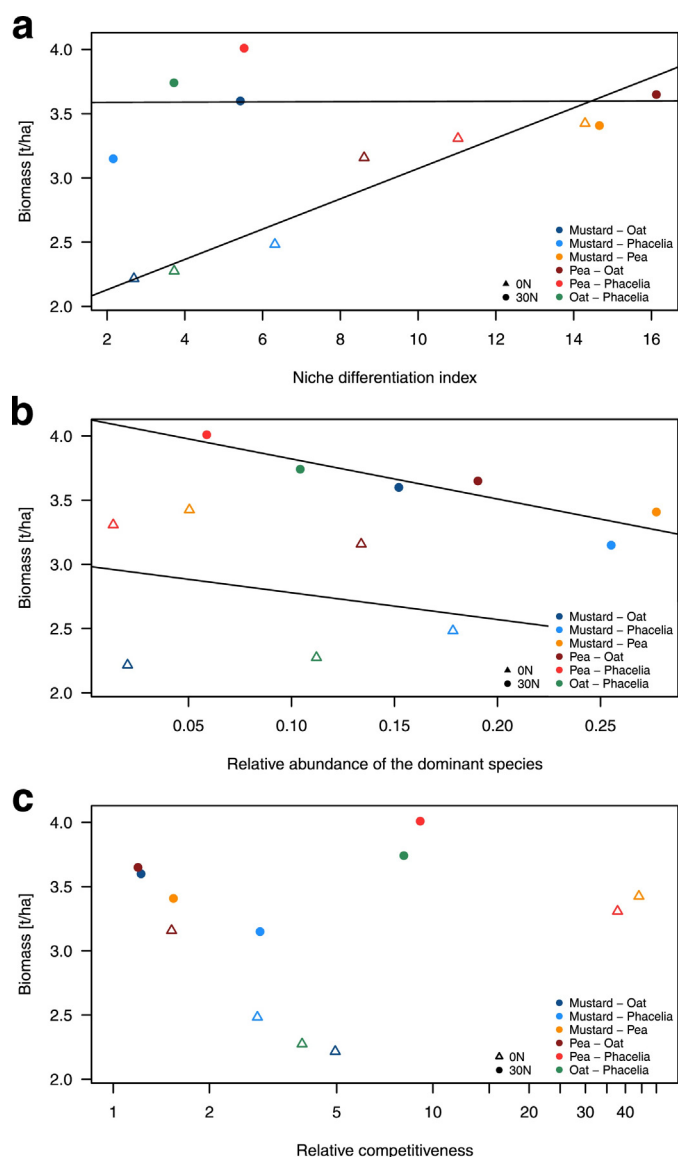 a
4.0
3.5
3.0
2.5
2.0
Biomass [t/ha]
Mustard – Oat
Mustard – Phacelia
Mustard – Pea
0N Pea – Oat
30N Pea – Phacelia
Oat – Phacelia
2 4 6 8 10 12 14 16
Niche differentiation index
b
4.0
3.5
3.0
2.5
2.0
Biomass [t/ha]
Mustard – Oat
Mustard – Phacelia
Mustard – Pea
Pea – Oat
0N Pea – Phacelia
30N Oat – Phacelia
0.05 0.10 0.15 0.20 0.25
Relative abundance of the dominant species
c
4.0
3.5
3.0
2.5
2.0
Biomass [t/ha]
Mustard – Oat
Mustard – Phacelia
Mustard – Pea
Pea – Oat
0N Pea – Phacelia
30N Oat – Phacelia
1 2 5 10 20 30 40
Relative competitiveness